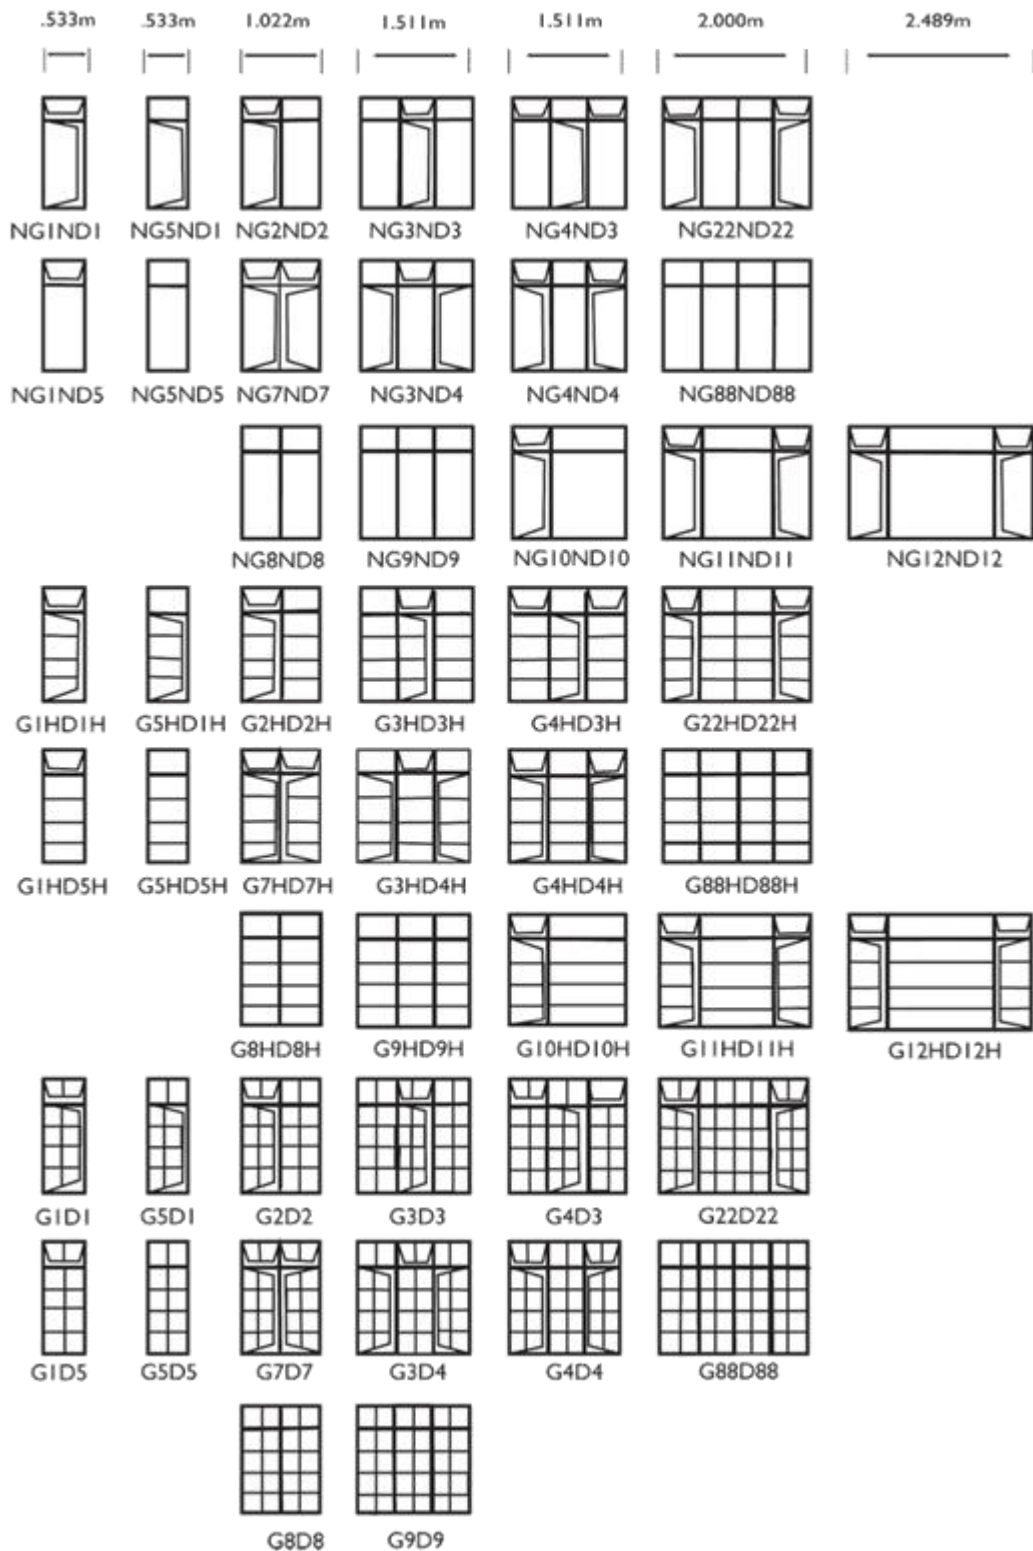 .533m .533m 1.022m 1.511m 1.511m 2.000m 2.489m
NG1ND1 NG5ND1 NG2ND2 NG3ND3 NG4ND3 NG22ND22
NG1ND5 NG5ND5 NG7ND7 NG3ND4 NG4ND4 NG88ND88
NG8ND8 NG9ND9 NG10ND10 NG11ND11 NG12ND12
G1HD1H G5HD1H G2HD2H G3HD3H G4HD3H G22HD22H
G1HD5H G5HD5H G7HD7H G3HD4H G4HD4H G88HD88H
G8HD8H G9HD9H G10HD10H G11HD11H G12HD12H
G1D1 G5D1 G2D2 G3D3 G4D3 G22D22
G1D5 G5D5 G7D7 G3D4 G4D4 G88D88
G8D8 G9D9